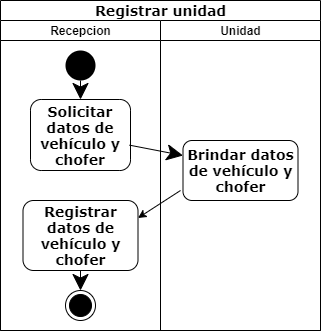 Registrar unidad
Recepcion
Unidad
Solicitar
datos de
vehículo y
chofer
Brindar datos
de vehículo y
chofer
Registrar
datos de
vehículo y
chofer